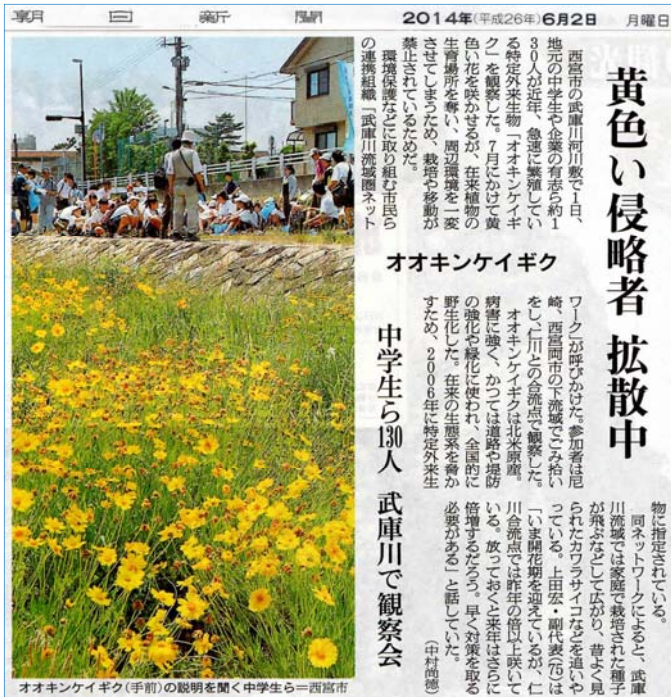 朝日新聞
2014年(平成26年)6月2日 月曜日
黄色い侵略者 拡散中
オオキンケイギク
中学生ら130人 武庫川で観察会
西宮市の武庫川河川敷で1日、
地元の中学生や企業の有志ら約1
30人が近年、急速に繁殖してい
る特定外来生物「オオキンケイギ
ク」を観察した。7月にかけて黄
色い花を咲かせるが、在来植物の
生育場所を奪い、周辺環境を一変
させてしまうため、栽培や移動が
禁止されているためだ。
環境保護などに取り組む市民ら
の連携組織「武庫川流域圏ネット
ワーク」が呼びかけた。参加者は尼
崎、西宮両市の下流域でごみ拾い
をし、仁川との合流点で観察した。
オオキンケイギクは北米原産。
病害に強く、かつては道路や堤防
の強化や緑化に使われ、全国的に
野生化した。在来の生態系を脅か
すため、2006年に特定外来生
物に指定されている。
同ネットワークによると、武庫
川流域では家庭で栽培された種子
が飛ぶなどして広がり、昔よく見
られたカワラサイコなどを追いや
っている。上田宏・副代表は
「いま開花期を迎えているが、仁
川合流点では昨年の倍以上咲いて
いる。放っておくと来年はさらに
倍増するだろう。早く対策を取る
必要がある」と話していた。
(中村尚徳)
オオキンケイギク(手前)の説明を聞く中学生ら=西宮市